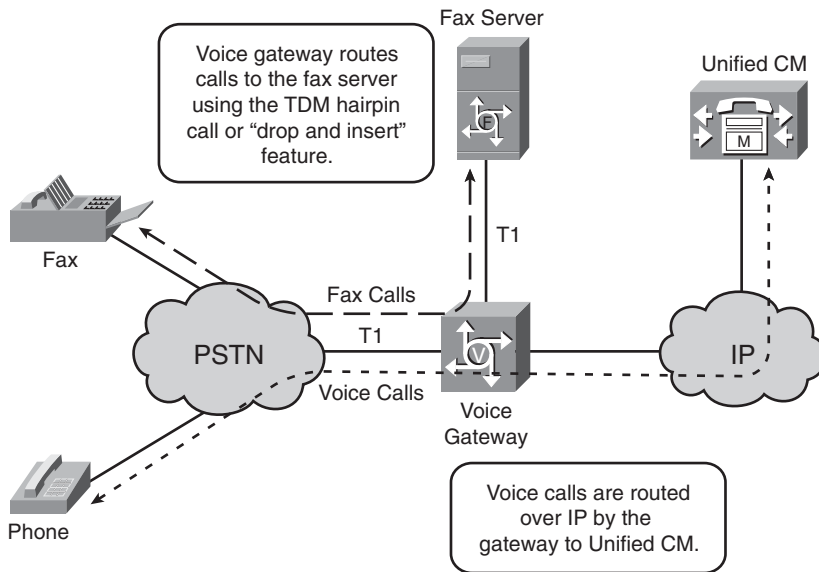 Fax Server
Voice gateway routes
calls to the fax server
using the TDM hairpin
call or “drop and insert”
feature.
Unified CM
F
M
Fax
T1
Fax Calls
PSTN
T1
V
IP
Voice Calls
Voice
Gateway
Phone
Voice calls are routed
over IP by the
gateway to Unified CM.